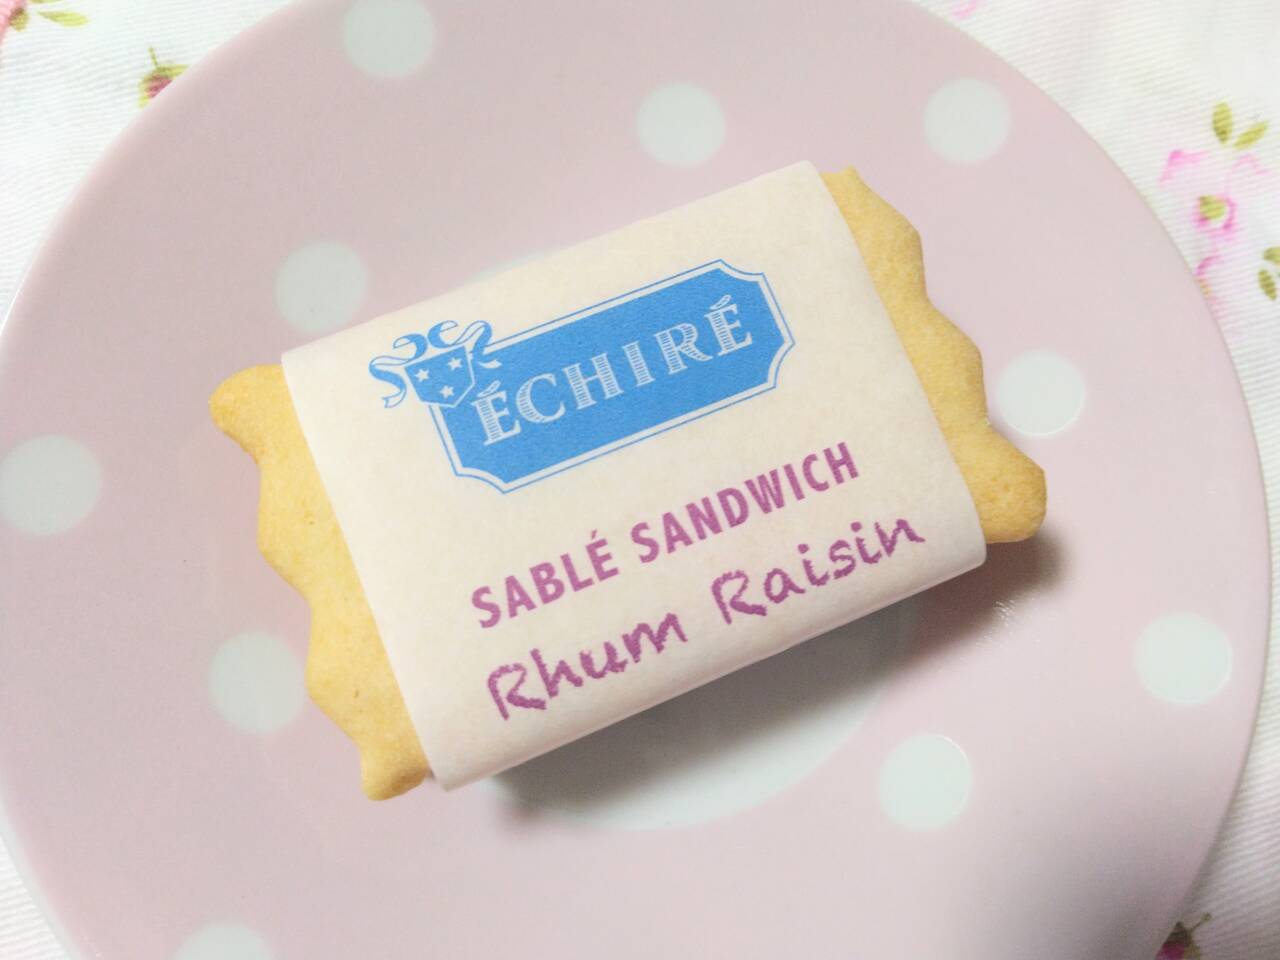 ÉCHIRÉ
SABLÉ SANDWICH
Rhum Raisin